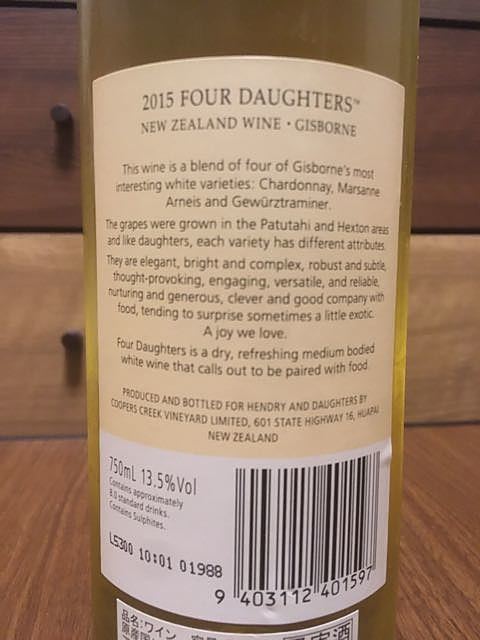 2015 FOUR DAUGHTERS™
NEW ZEALAND WINE • GISBORNE
This wine is a blend of four of Gisborne's most
interesting white varieties: Chardonnay, Marsanne
Arneis and Gewürztraminer.
The grapes were grown in the Patutahi and Hexton areas
and like daughters, each variety has different attributes.
They are elegant, bright and complex, robust and subtle,
thought-provoking, engaging, versatile, and reliable,
nurturing and generous, clever and good company with
food, tending to surprise sometimes a little exotic.
A joy we love.
Four Daughters is a dry, refreshing medium bodied
white wine that calls out to be paired with food.
PRODUCED AND BOTTLED FOR HENDRY AND DAUGHTERS BY
COOPERS CREEK VINEYARD LIMITED, 601 STATE HIGHWAY 16, HUAPAI
NEW ZEALAND
750mL 13.5%Vol
Contains approximately
8.0 standard drinks.
Contains Sulphites.
L5300 10:01 01988
9 403112 401597
品名:ワイン